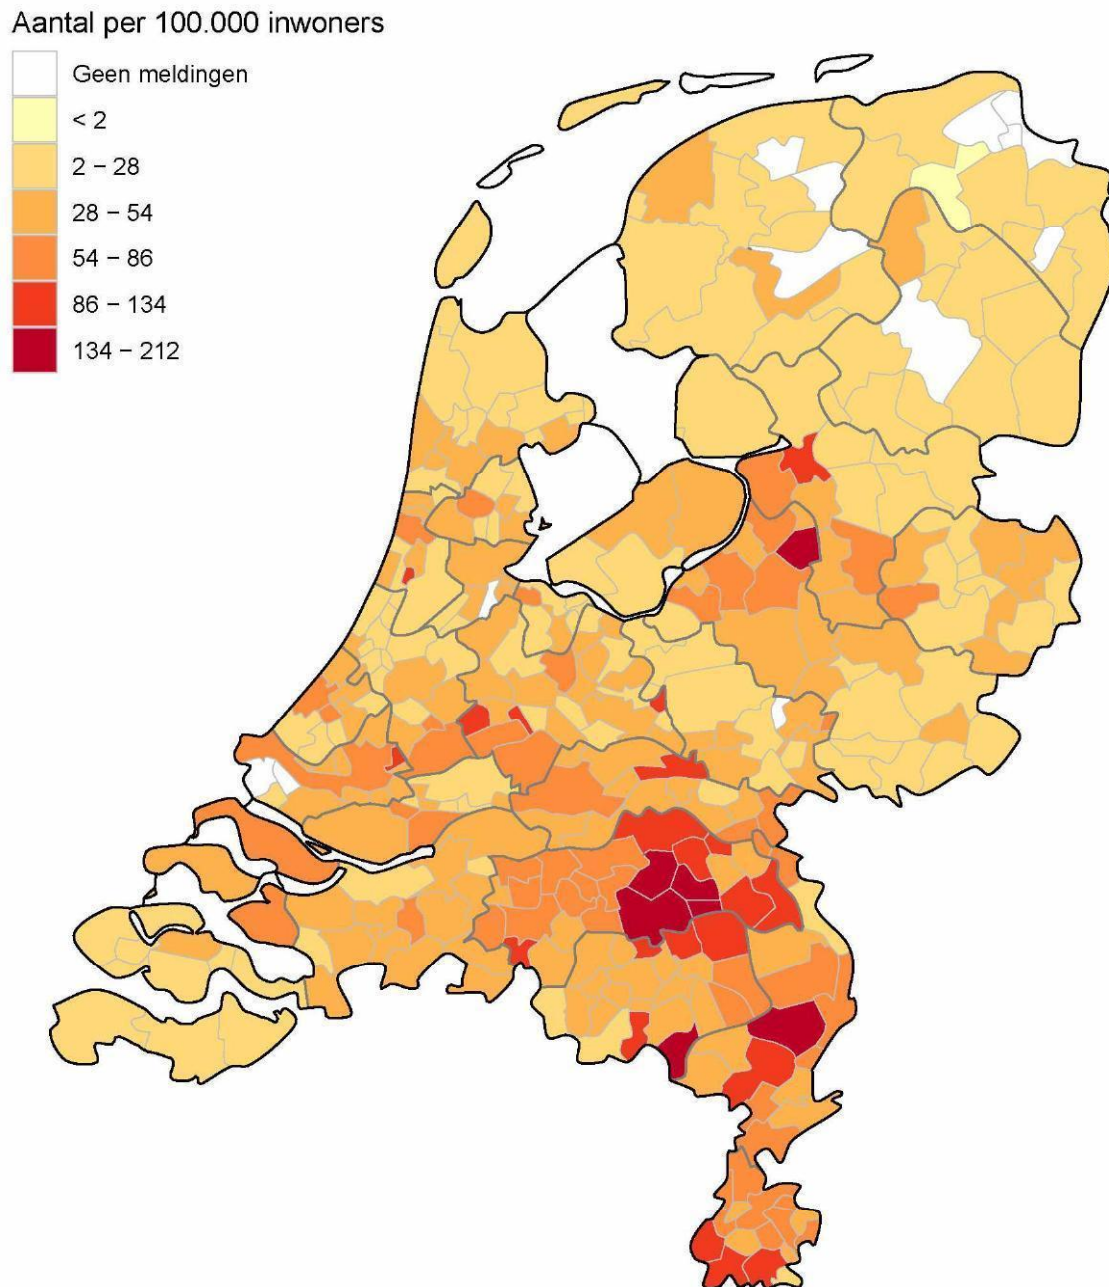 Aantal per 100.000 inwoners
Geen meldingen
< 2
2 – 28
28 – 54
54 – 86
86 – 134
134 – 212